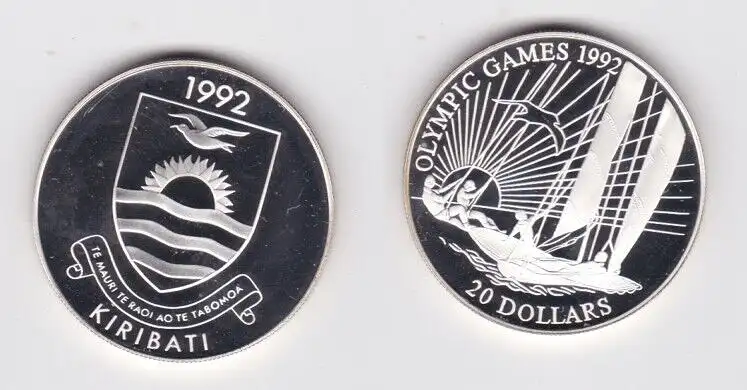 1992
TE MAURI TE RAOI AO TE TABOMOA
KIRIBATI
OLYMPIC GAMES 1992
20 DOLLARS